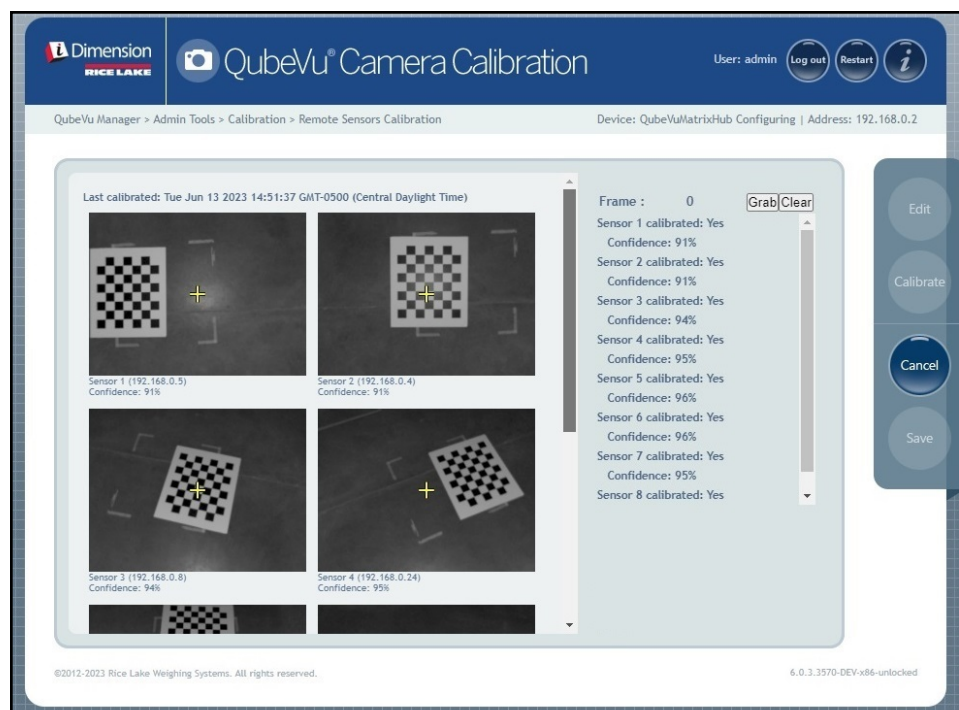 i Dimension
RICE LAKE
QubeVu® Camera Calibration
User: admin
Log out
Restart
i
QubeVu Manager > Admin Tools > Calibration > Remote Sensors Calibration
Device: QubeVuMatrixHub Configuring | Address: 192.168.0.2
Last calibrated: Tue Jun 13 2023 14:51:37 GMT-0500 (Central Daylight Time)
Sensor 1 (192.168.0.5)
Confidence: 91%
Sensor 2 (192.168.0.4)
Confidence: 91%
Sensor 3 (192.168.0.8)
Confidence: 94%
Sensor 4 (192.168.0.24)
Confidence: 95%
Frame : 0
Grab
Clear
Sensor 1 calibrated: Yes
Confidence: 91%
Sensor 2 calibrated: Yes
Confidence: 91%
Sensor 3 calibrated: Yes
Confidence: 94%
Sensor 4 calibrated: Yes
Confidence: 95%
Sensor 5 calibrated: Yes
Confidence: 96%
Sensor 6 calibrated: Yes
Confidence: 96%
Sensor 7 calibrated: Yes
Confidence: 95%
Sensor 8 calibrated: Yes
Edit
Calibrate
Cancel
Save
©2012-2023 Rice Lake Weighing Systems. All rights reserved.
6.0.3.3570-DEV-x86-unlocked